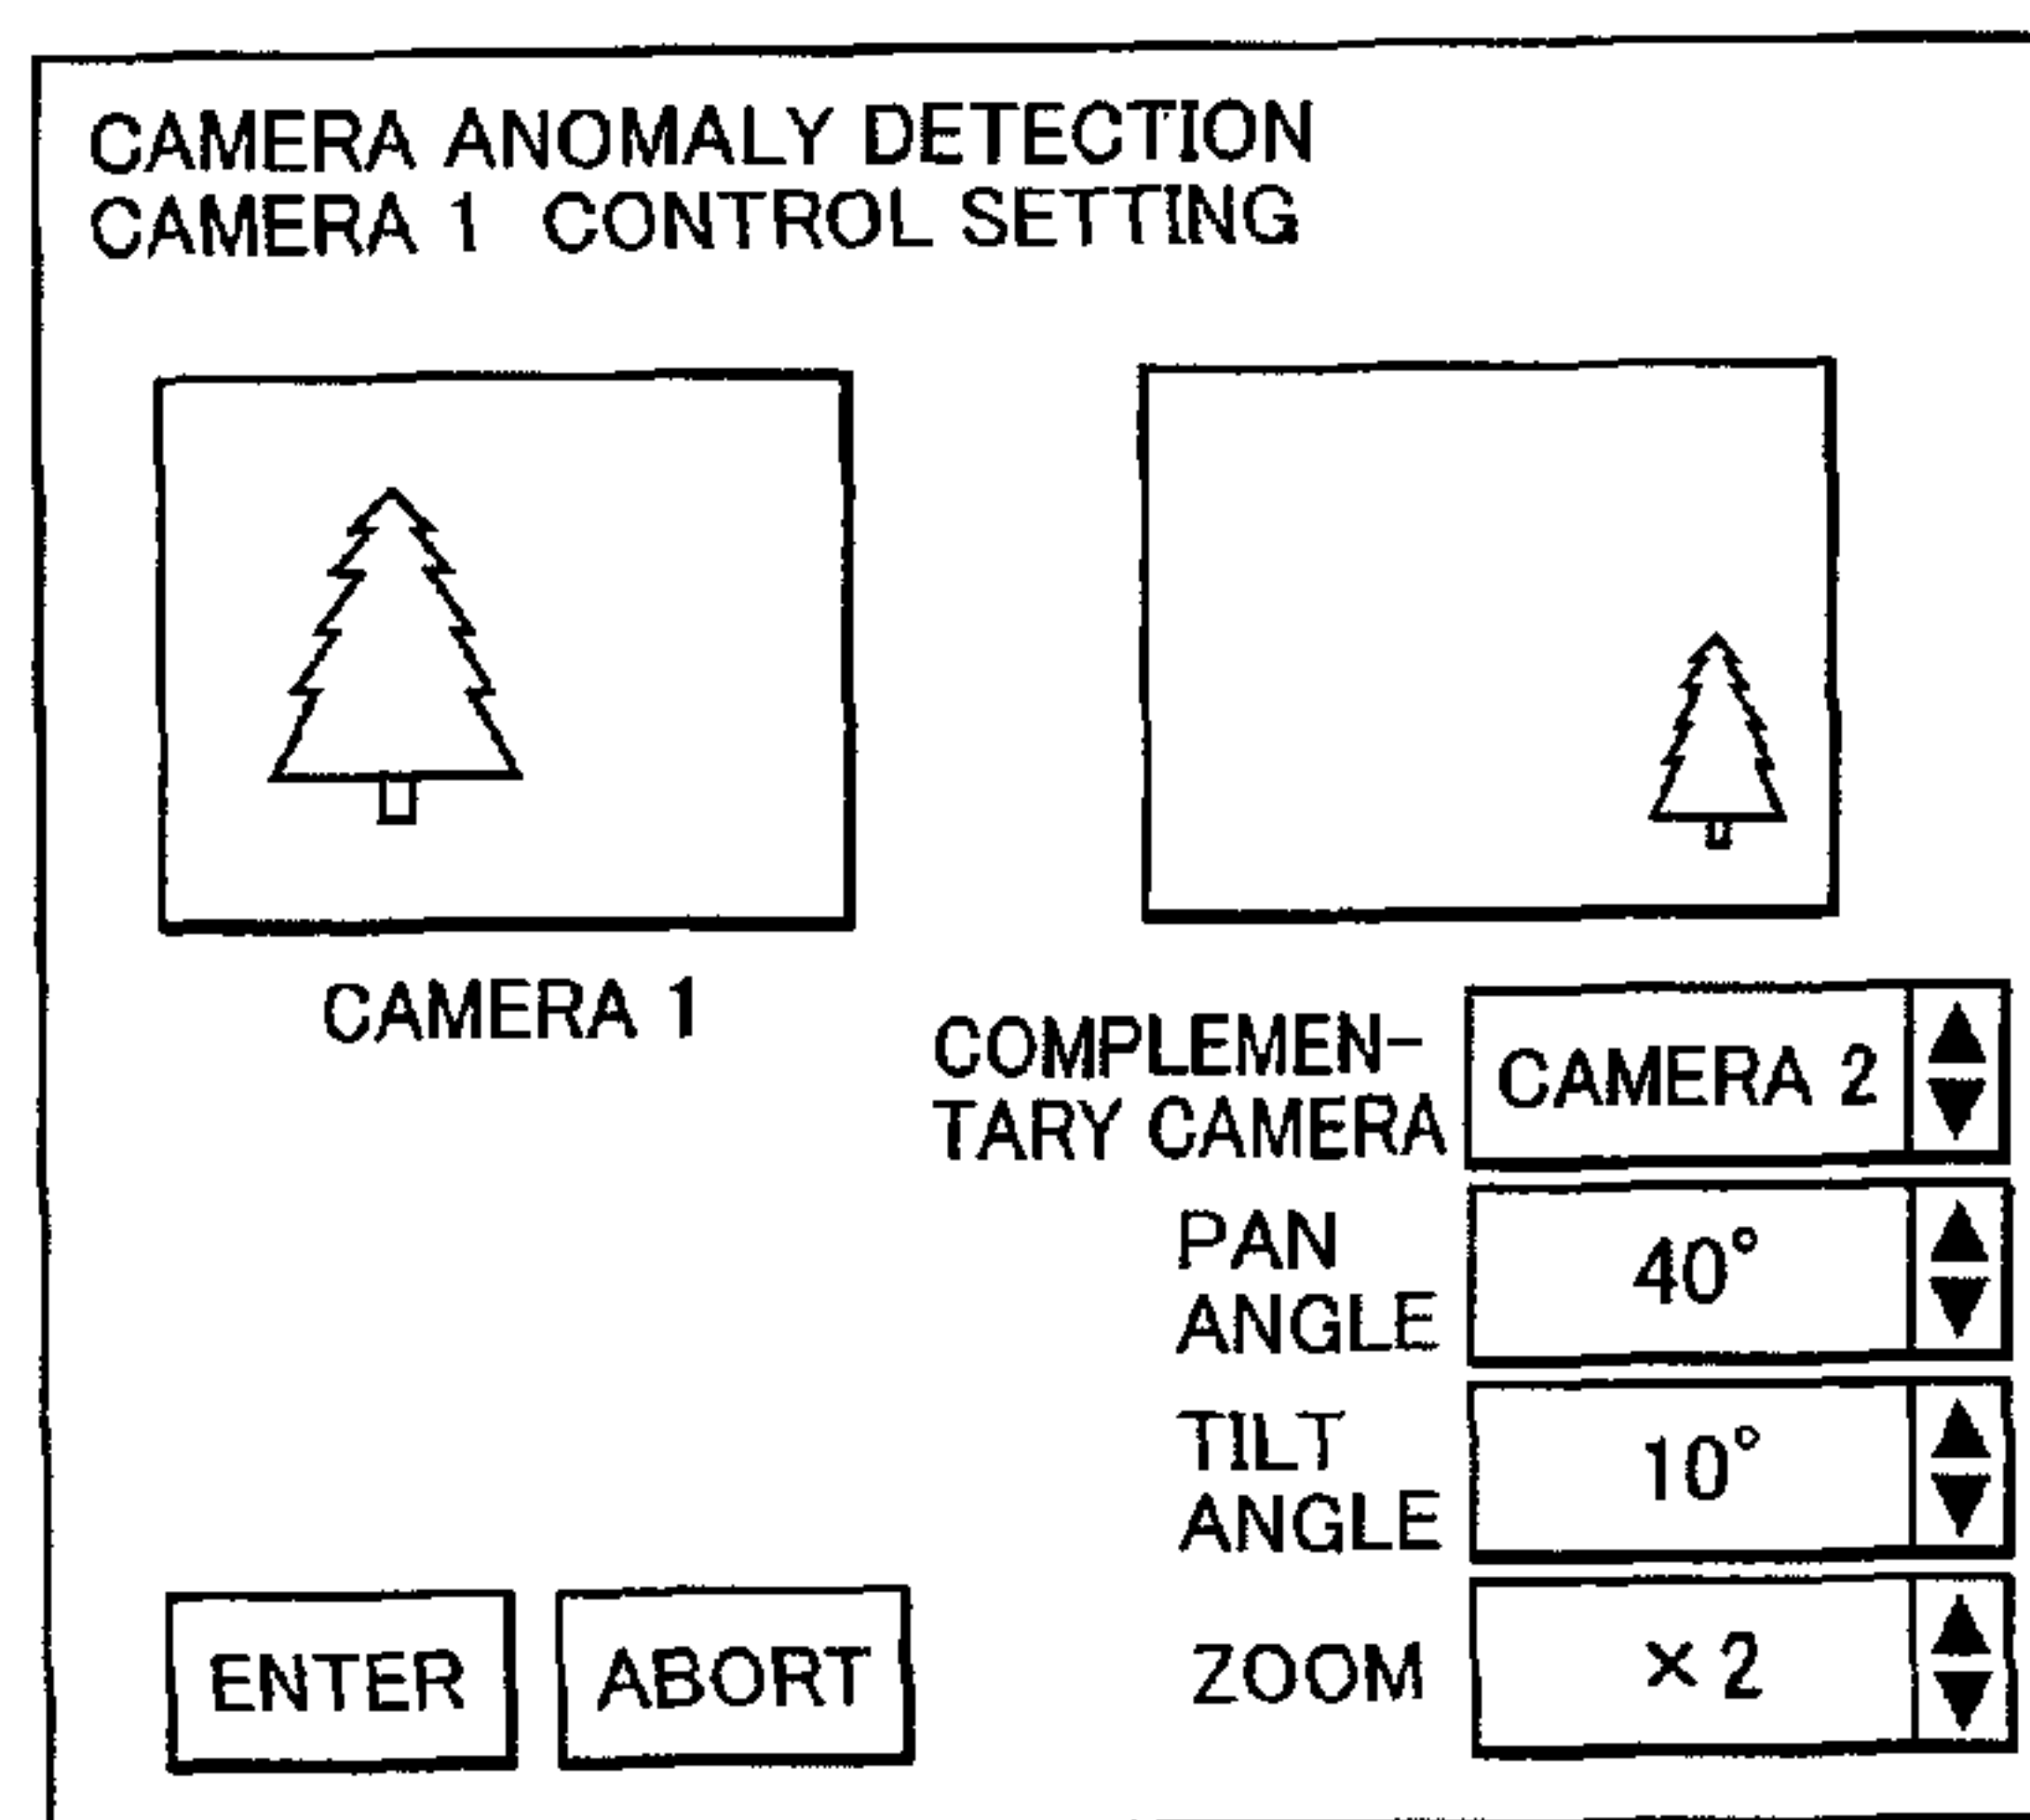 CAMERA ANOMALY DETECTION
CAMERA 1 CONTROL SETTING
CAMERA 1
COMPLEMEN-
TARY CAMERA
CAMERA 2
PAN
ANGLE
40°
TILT
ANGLE
10°
ZOOM
×2
ENTER
ABORT